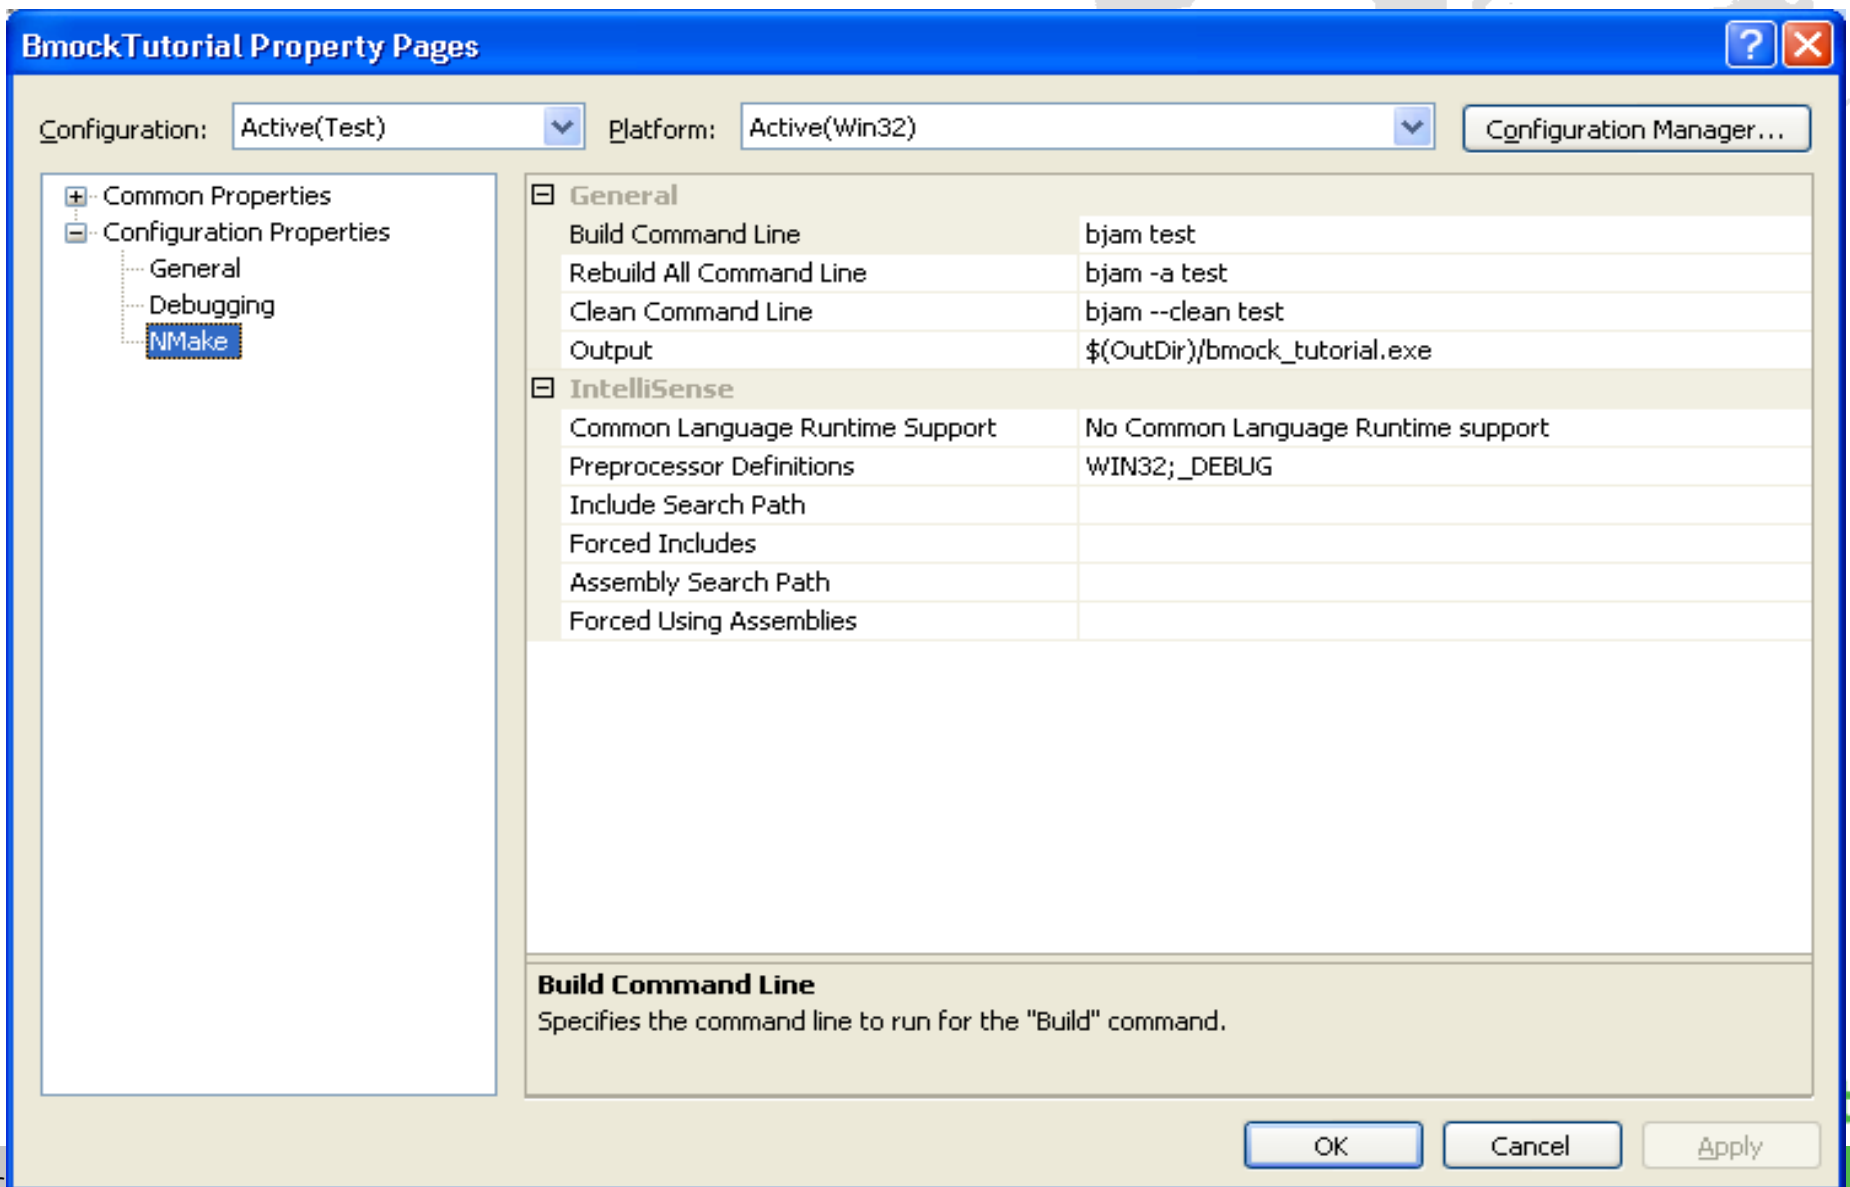 BmockTutorial Property Pages
Configuration: Active(Test) Platform: Active(Win32) Configuration Manager...
Common Properties
Configuration Properties
General
Debugging
NMake
General
Build Command Line bjam test
Rebuild All Command Line bjam -a test
Clean Command Line bjam --clean test
Output $(OutDir)/bmock_tutorial.exe
IntelliSense
Common Language Runtime Support No Common Language Runtime support
Preprocessor Definitions WIN32;_DEBUG
Include Search Path
Forced Includes
Assembly Search Path
Forced Using Assemblies
Build Command Line
Specifies the command line to run for the "Build" command.
OK Cancel Apply